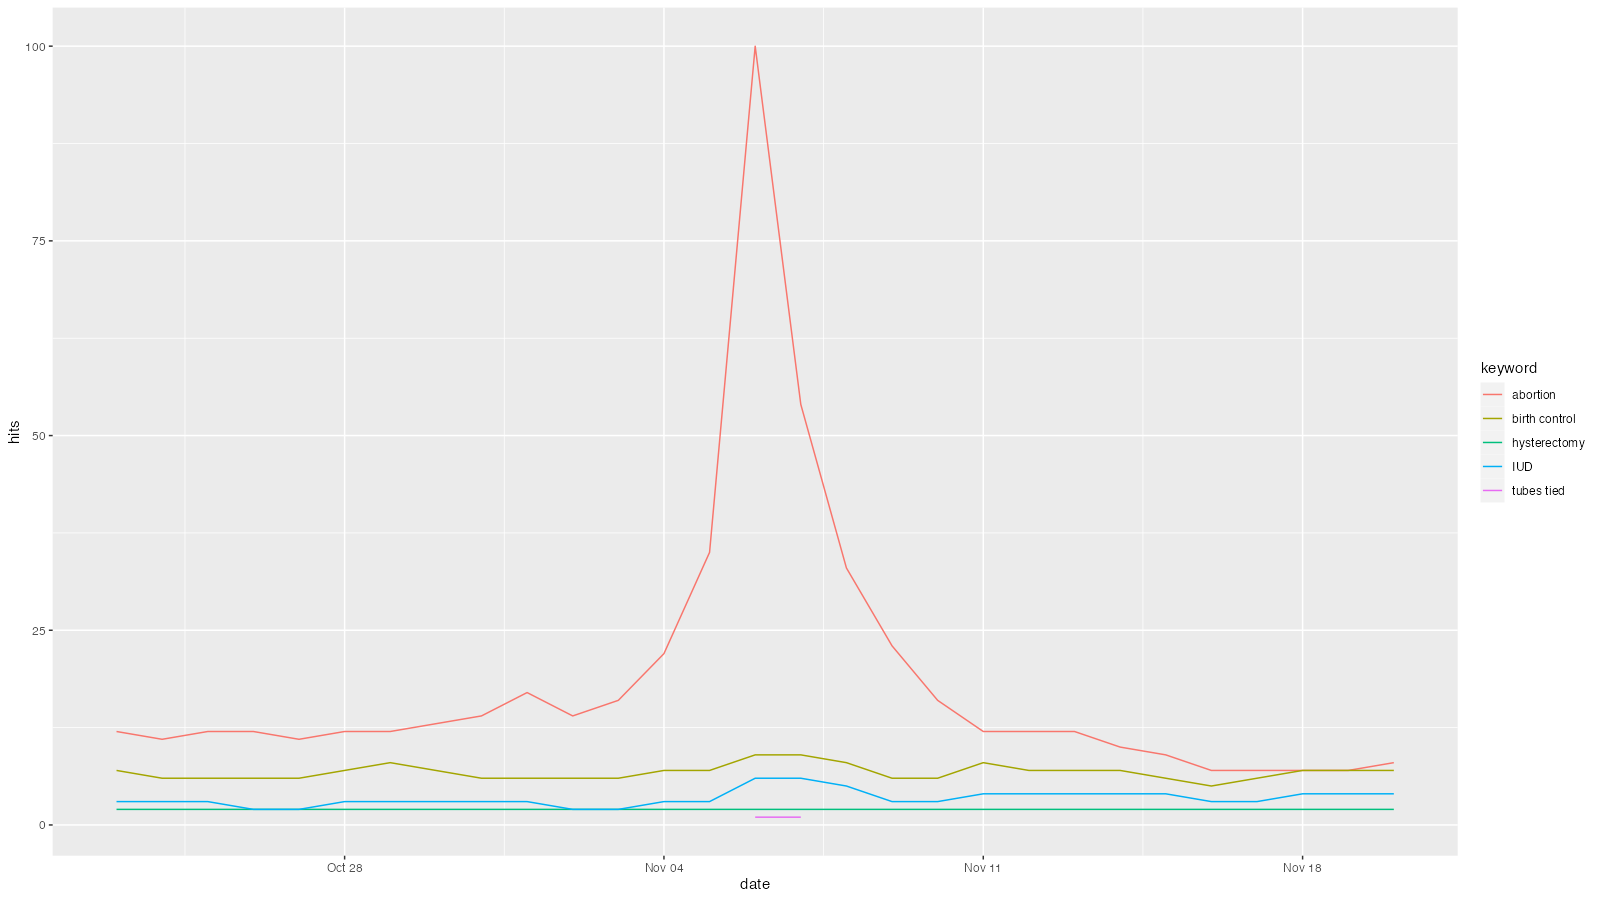 100
75
50
25
0
hits
Oct 28
Nov 04
Nov 11
Nov 18
date
keyword
abortion
birth control
hysterectomy
IUD
tubes tied